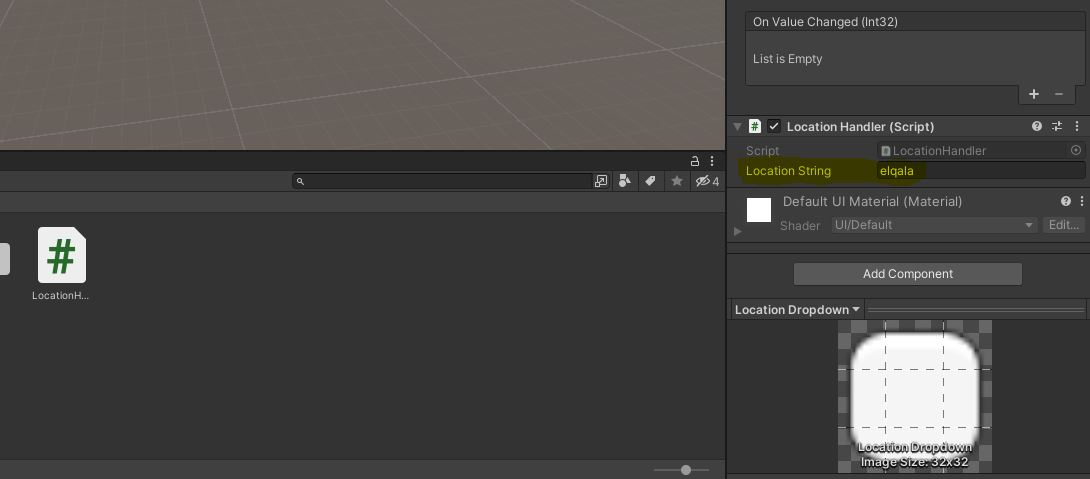 On Value Changed (Int32)
List is Empty
Location Handler (Script)
Script LocationHandler
Location String elqala
4
Default UI Material (Material)
Shader UI/Default Edit...
#
LocationH...
Add Component
Location Dropdown
Location Dropdown
Image Size: 32x32